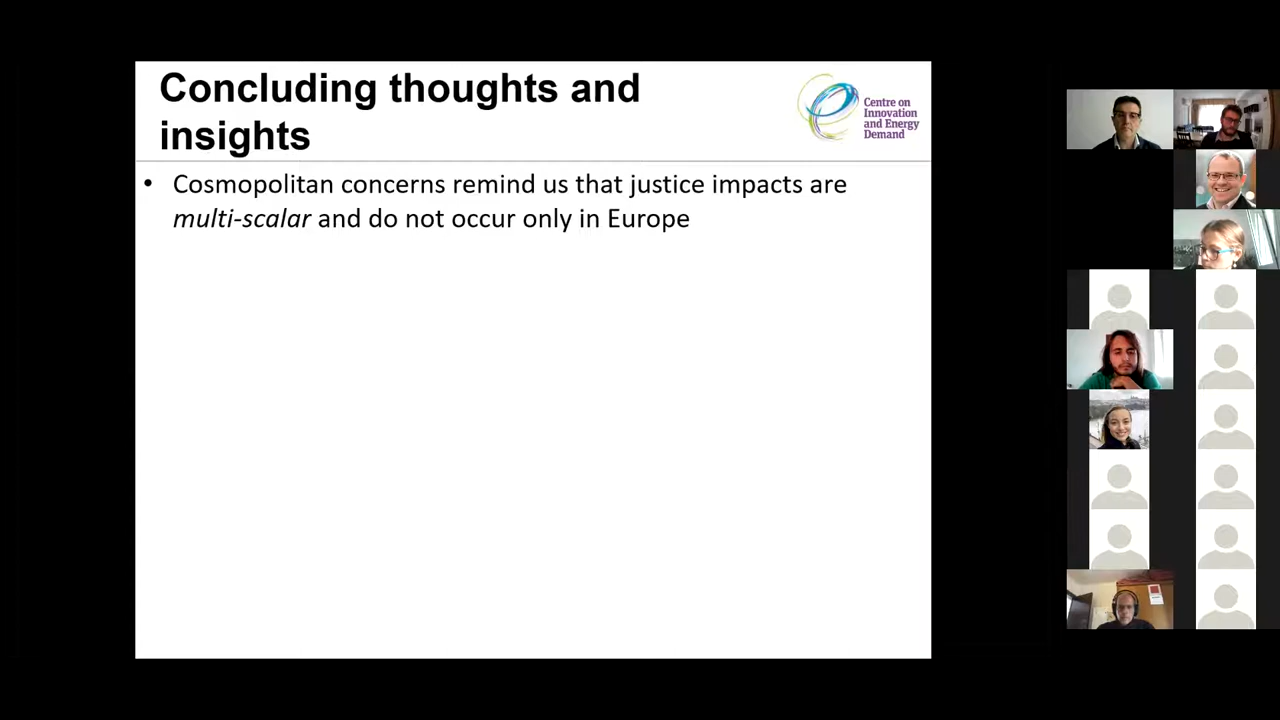 Concluding thoughts and
insights
Centre on
Innovation
and Energy
Demand
• Cosmopolitan concerns remind us that justice impacts are
multi-scalar and do not occur only in Europe